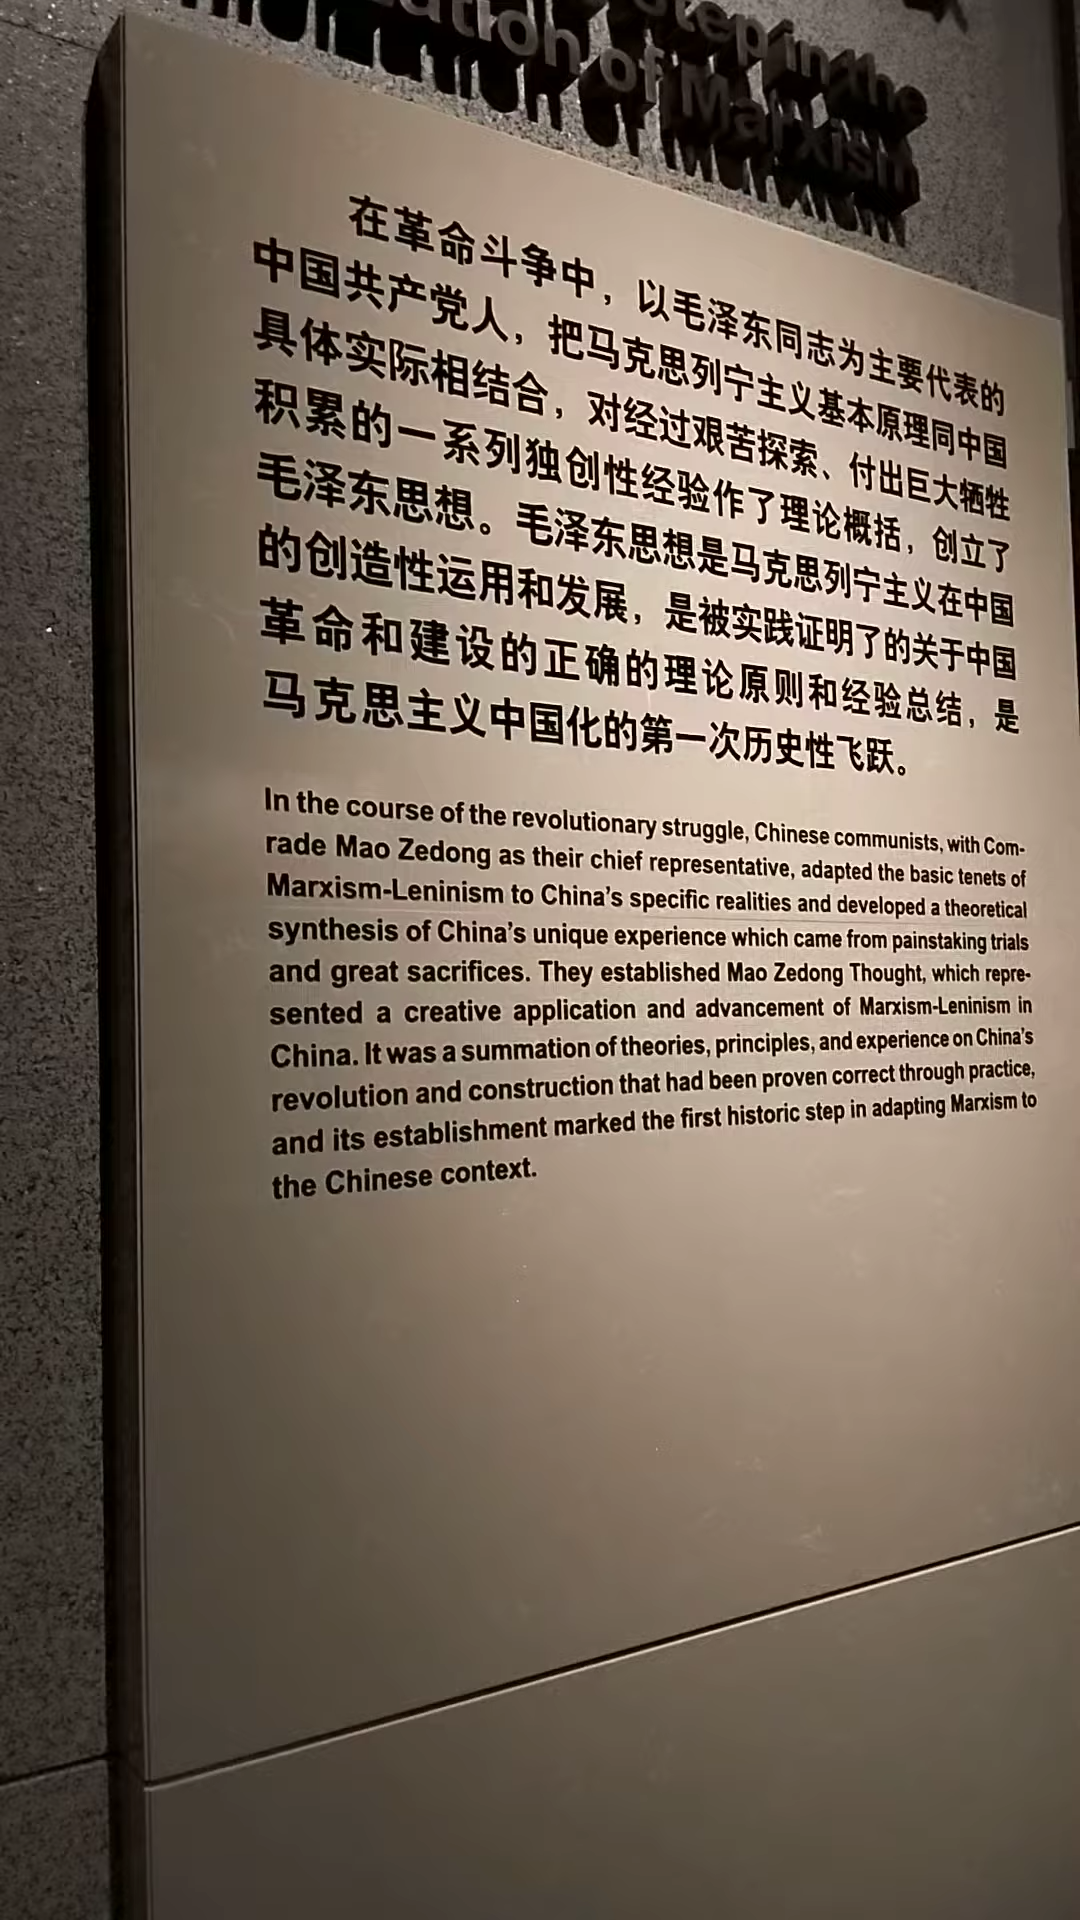 Step in the
ation of Marxism
在革命斗争中，以毛泽东同志为主要代表的
中国共产党人，把马克思列宁主义基本原理同中国
具体实际相结合，对经过艰苦探索、付出巨大牺牲
积累的一系列独创性经验作了理论概括，创立了
毛泽东思想。毛泽东思想是马克思列宁主义在中国
的创造性运用和发展，是被实践证明了的关于中国
革命和建设的正确的理论原则和经验总结，是
马克思主义中国化的第一次历史性飞跃。
In the course of the revolutionary struggle, Chinese communists, with Com-
rade Mao Zedong as their chief representative, adapted the basic tenets of
Marxism-Leninism to China's specific realities and developed a theoretical
synthesis of China's unique experience which came from painstaking trials
and great sacrifices. They established Mao Zedong Thought, which repre-
sented a creative application and advancement of Marxism-Leninism in
China. It was a summation of theories, principles, and experience on China's
revolution and construction that had been proven correct through practice,
and its establishment marked the first historic step in adapting Marxism to
the Chinese context.